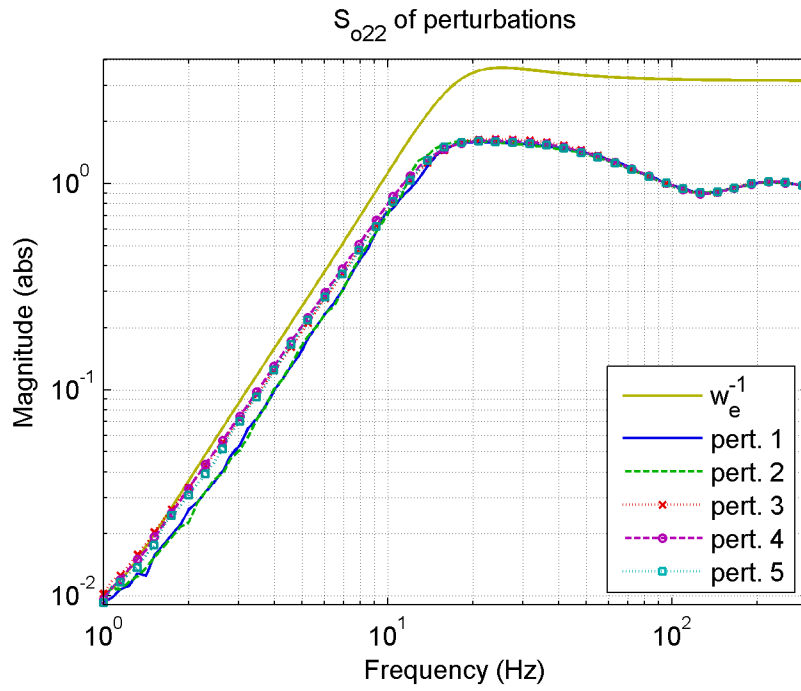 S_o22 of perturbations
Magnitude (abs)
10^0
10^-1
10^-2
w_e^-1
pert. 1
pert. 2
pert. 3
pert. 4
pert. 5
10^0 10^1 10^2
Frequency (Hz)